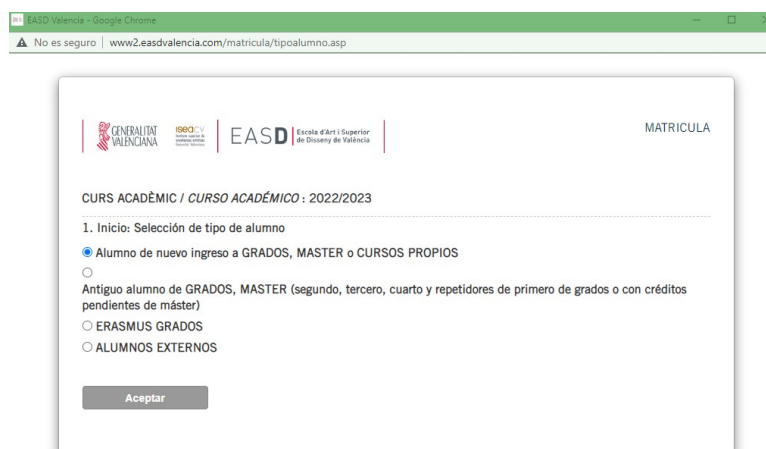 EASD Valencia - Google Chrome
No es seguro | www2.easdvalencia.com/matricula/tipoalumno.asp
GENERALITAT
VALENCIANA
iseacv
EASD
Escola d'Art i Superior
de Disseny de València
MATRICULA
CURS ACADÈMIC / CURSO ACADÉMICO : 2022/2023
1. Inicio: Selección de tipo de alumno
Alumno de nuevo ingreso a GRADOS, MASTER o CURSOS PROPIOS
Antiguo alumno de GRADOS, MASTER (segundo, tercero, cuarto y repetidores de primero de grados o con créditos
pendientes de máster)
ERASMUS GRADOS
ALUMNOS EXTERNOS
Aceptar